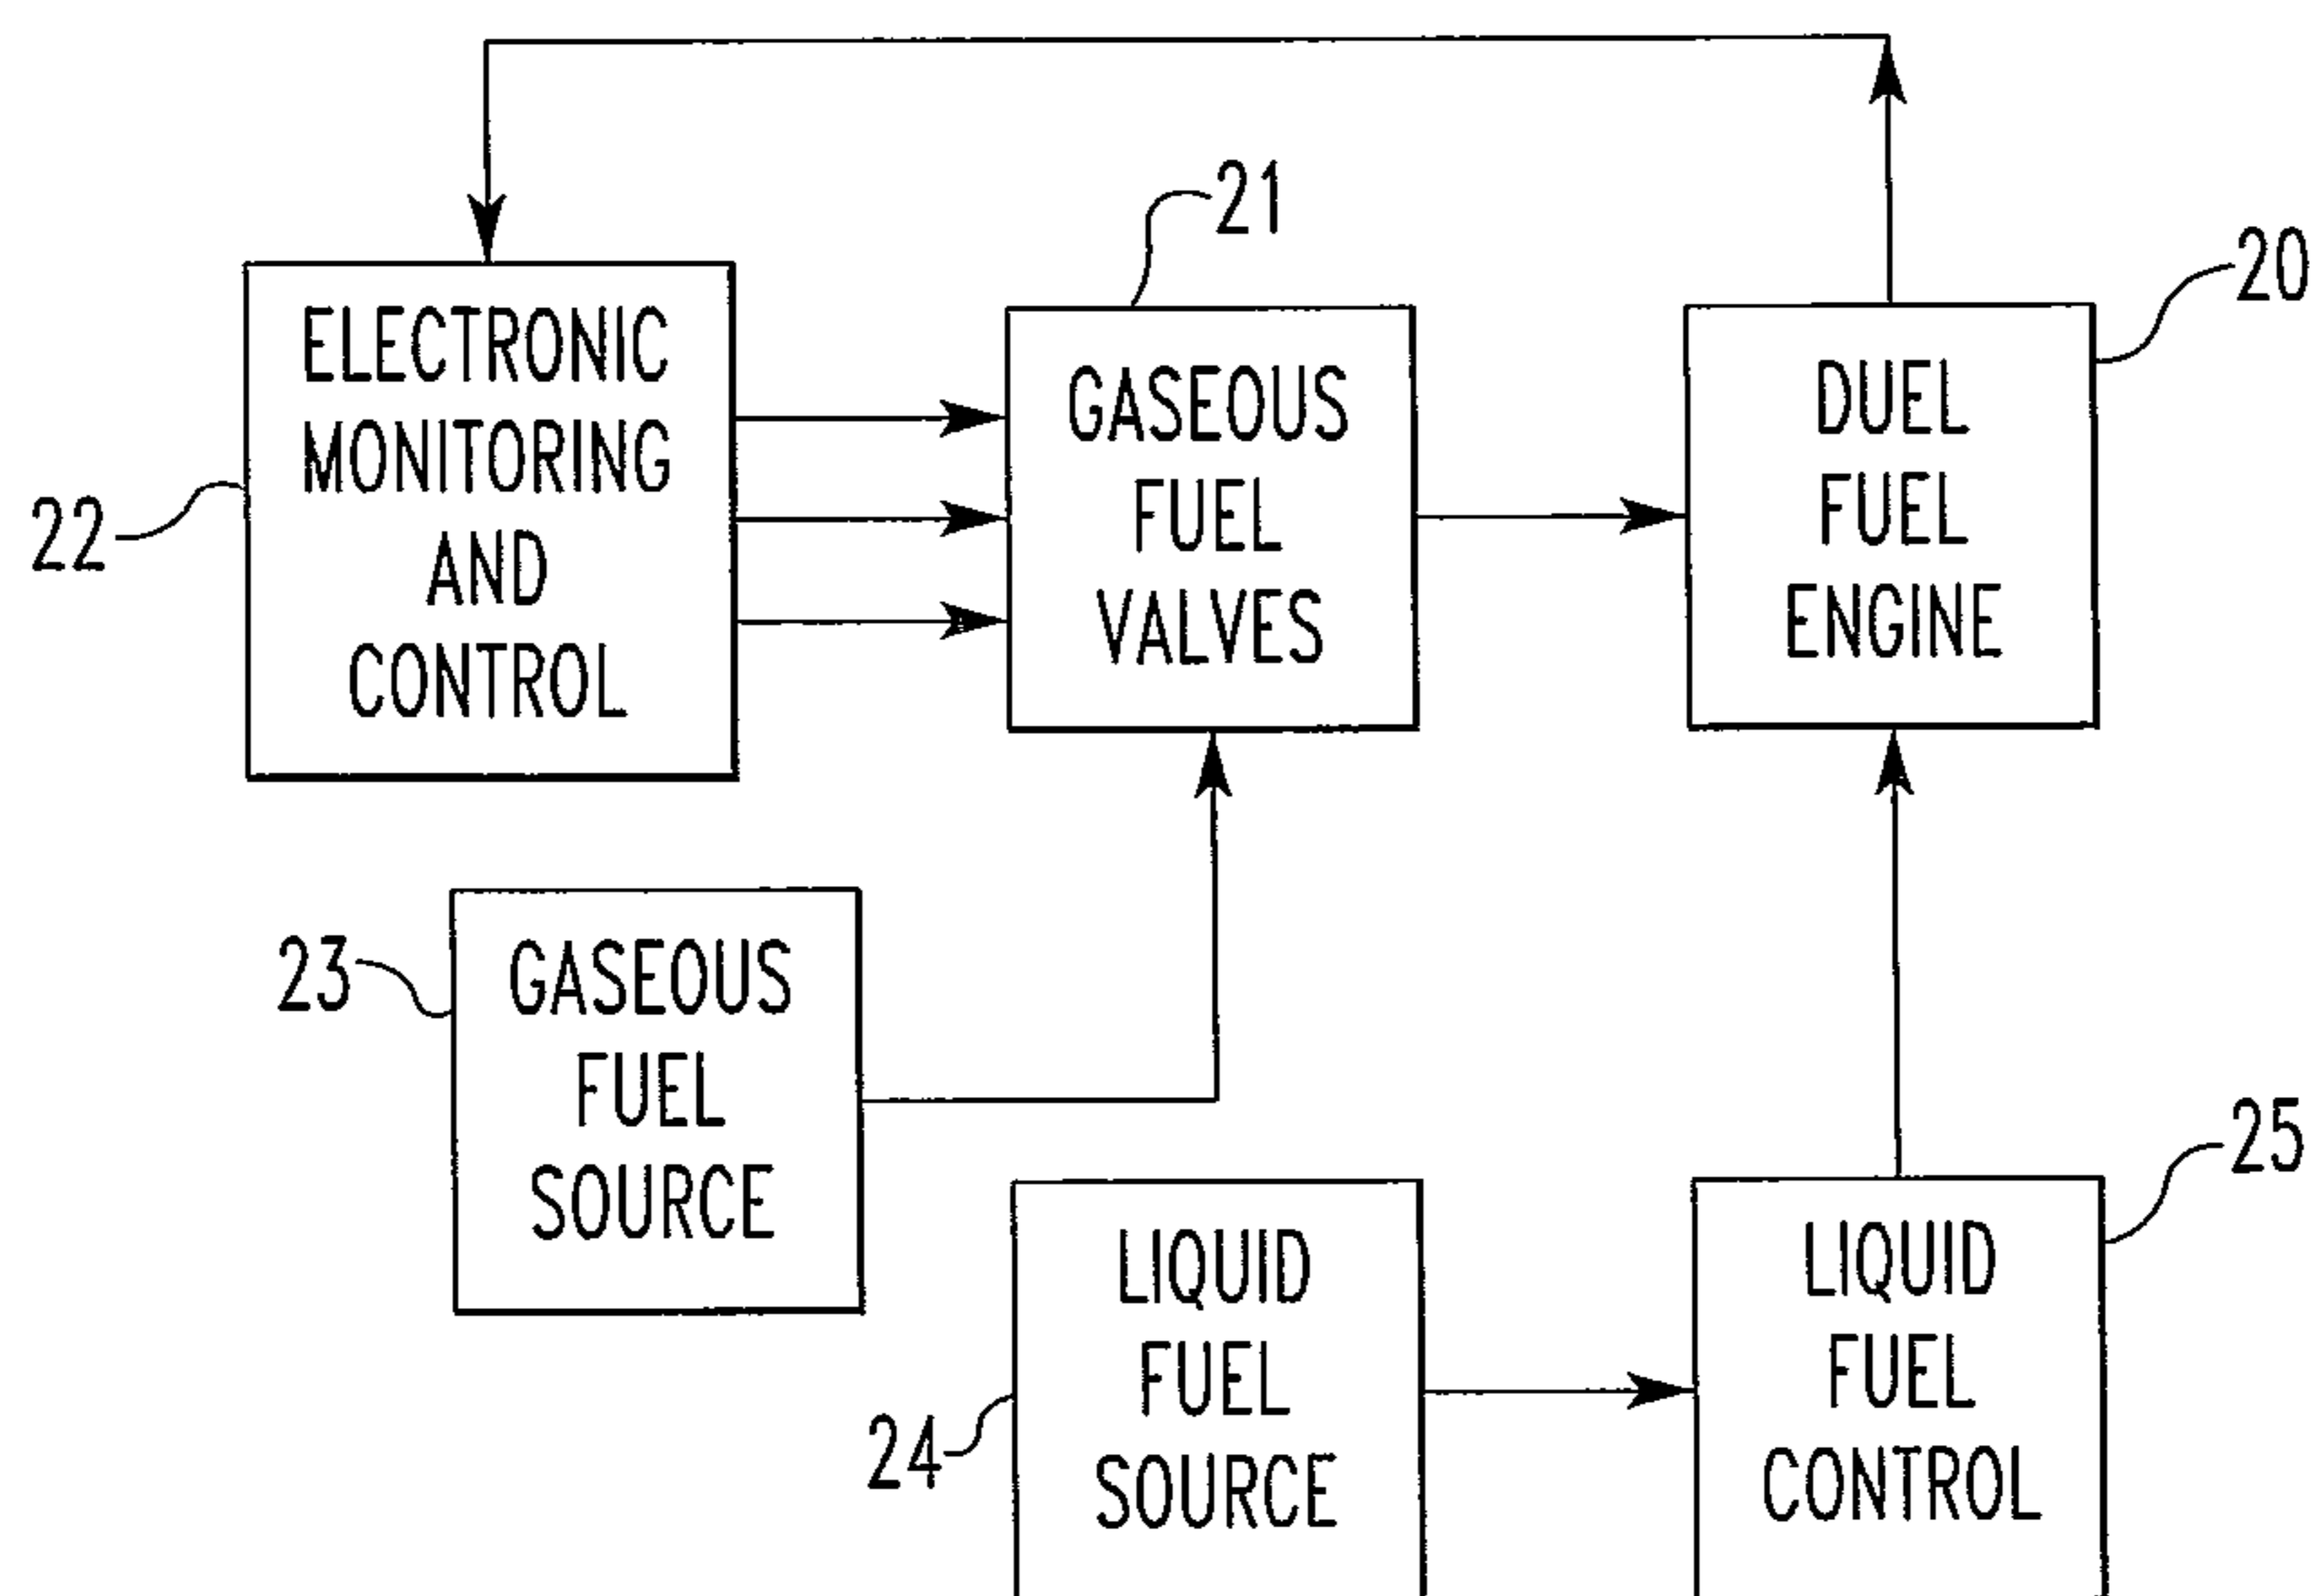 21
20
ELECTRONIC
MONITORING
AND
CONTROL
22
GASEOUS
FUEL
VALVES
DUEL
FUEL
ENGINE
23
GASEOUS
FUEL
SOURCE
24
LIQUID
FUEL
SOURCE
25
LIQUID
FUEL
CONTROL